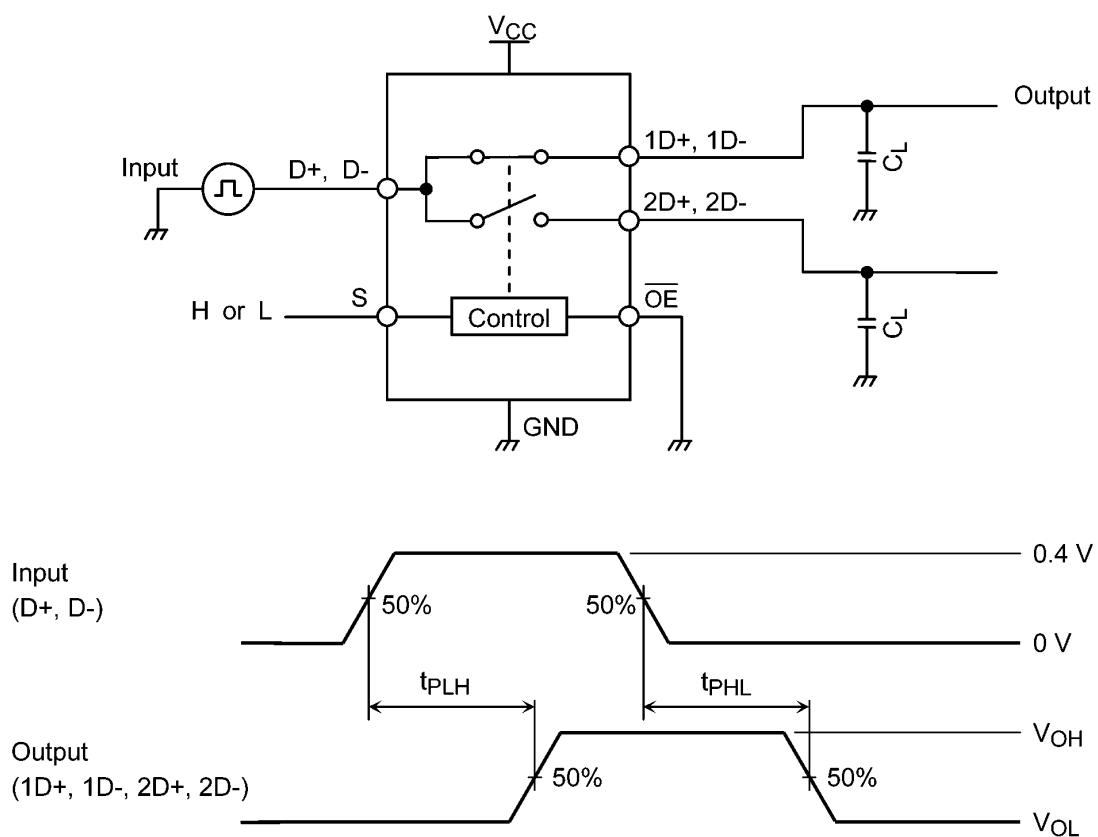 VCC
Output
1D+, 1D-
Input
D+, D-
CL
2D+, 2D-
S
OE
H or L
Control
CL
GND
0.4 V
Input
(D+, D-)
50%
50%
0 V
tPLH
tPHL
VOH
Output
(1D+, 1D-, 2D+, 2D-)
50%
50%
VOL